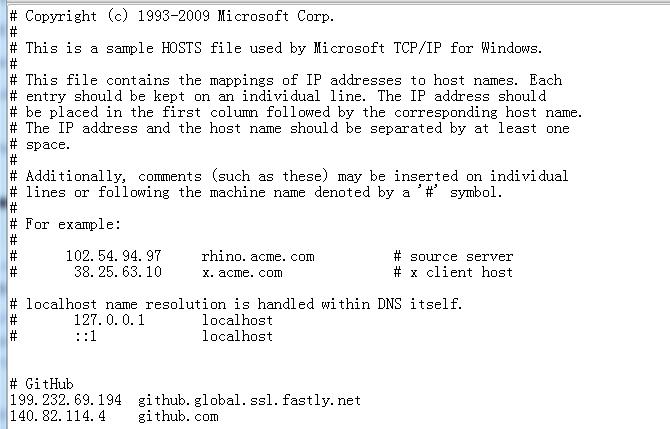 # Copyright (c) 1993-2009 Microsoft Corp.
#
# This is a sample HOSTS file used by Microsoft TCP/IP for Windows.
#
# This file contains the mappings of IP addresses to host names. Each
# entry should be kept on an individual line. The IP address should
# be placed in the first column followed by the corresponding host name.
# The IP address and the host name should be separated by at least one
# space.
#
# Additionally, comments (such as these) may be inserted on individual
# lines or following the machine name denoted by a '#' symbol.
#
# For example:
#
#      102.54.94.97     rhino.acme.com          # source server
#       38.25.63.10     x.acme.com              # x client host

# localhost name resolution is handled within DNS itself.
#       127.0.0.1       localhost
#       ::1             localhost


# GitHub
199.232.69.194  github.global.ssl.fastly.net
140.82.114.4    github.com